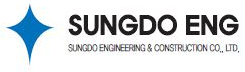 SUNGDO ENG
SUNGDO ENGINEERING & CONSTRUCTION CO,. LTD.